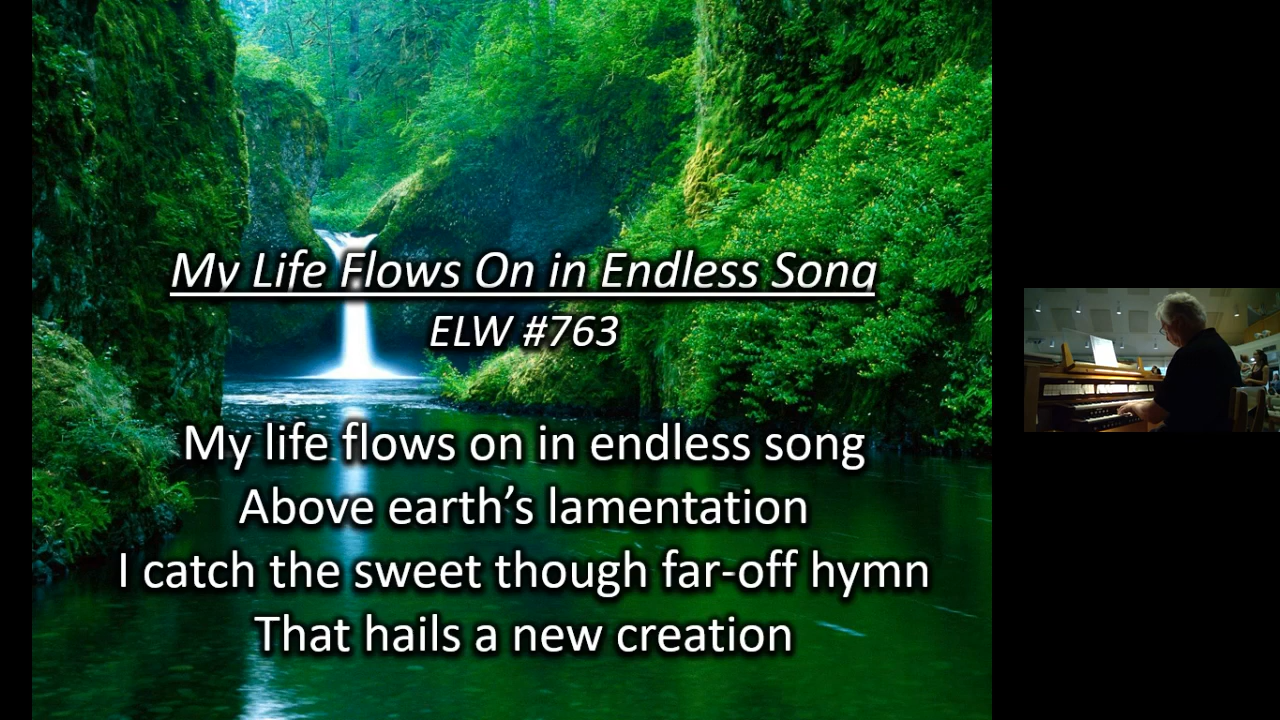 My Life Flows On in Endless Song
ELW #763
My life flows on in endless song
Above earth’s lamentation
I catch the sweet though far-off hymn
That hails a new creation